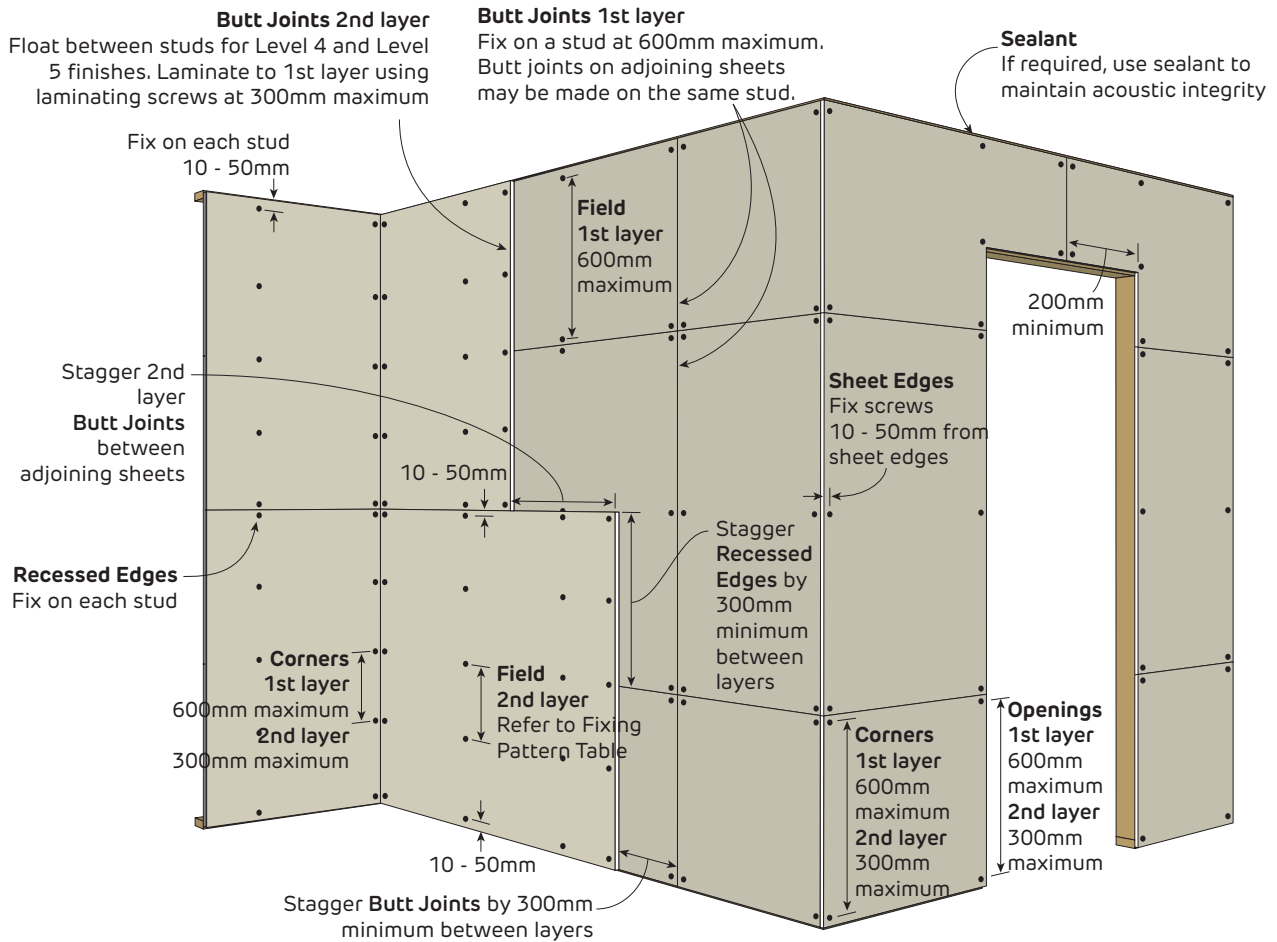 Butt Joints 2nd layer
Float between studs for Level 4 and Level
5 finishes. Laminate to 1st layer using
laminating screws at 300mm maximum
Butt Joints 1st layer
Fix on a stud at 600mm maximum.
Butt joints on adjoining sheets
may be made on the same stud.
Sealant
If required, use sealant to
maintain acoustic integrity
Fix on each stud
10 - 50mm
Field
1st layer
600mm
maximum
200mm
minimum
Stagger 2nd
layer
Butt Joints
between
adjoining sheets
Sheet Edges
Fix screws
10 - 50mm from
sheet edges
10 - 50mm
Stagger
Recessed
Edges by
300mm
minimum
between
layers
Recessed Edges
Fix on each stud
Corners
1st layer
600mm maximum
2nd layer
300mm maximum
Field
2nd layer
Refer to Fixing
Pattern Table
Corners
1st layer
600mm
maximum
2nd layer
300mm
maximum
Openings
1st layer
600mm
maximum
2nd layer
300mm
maximum
10 - 50mm
Stagger Butt Joints by 300mm
minimum between layers